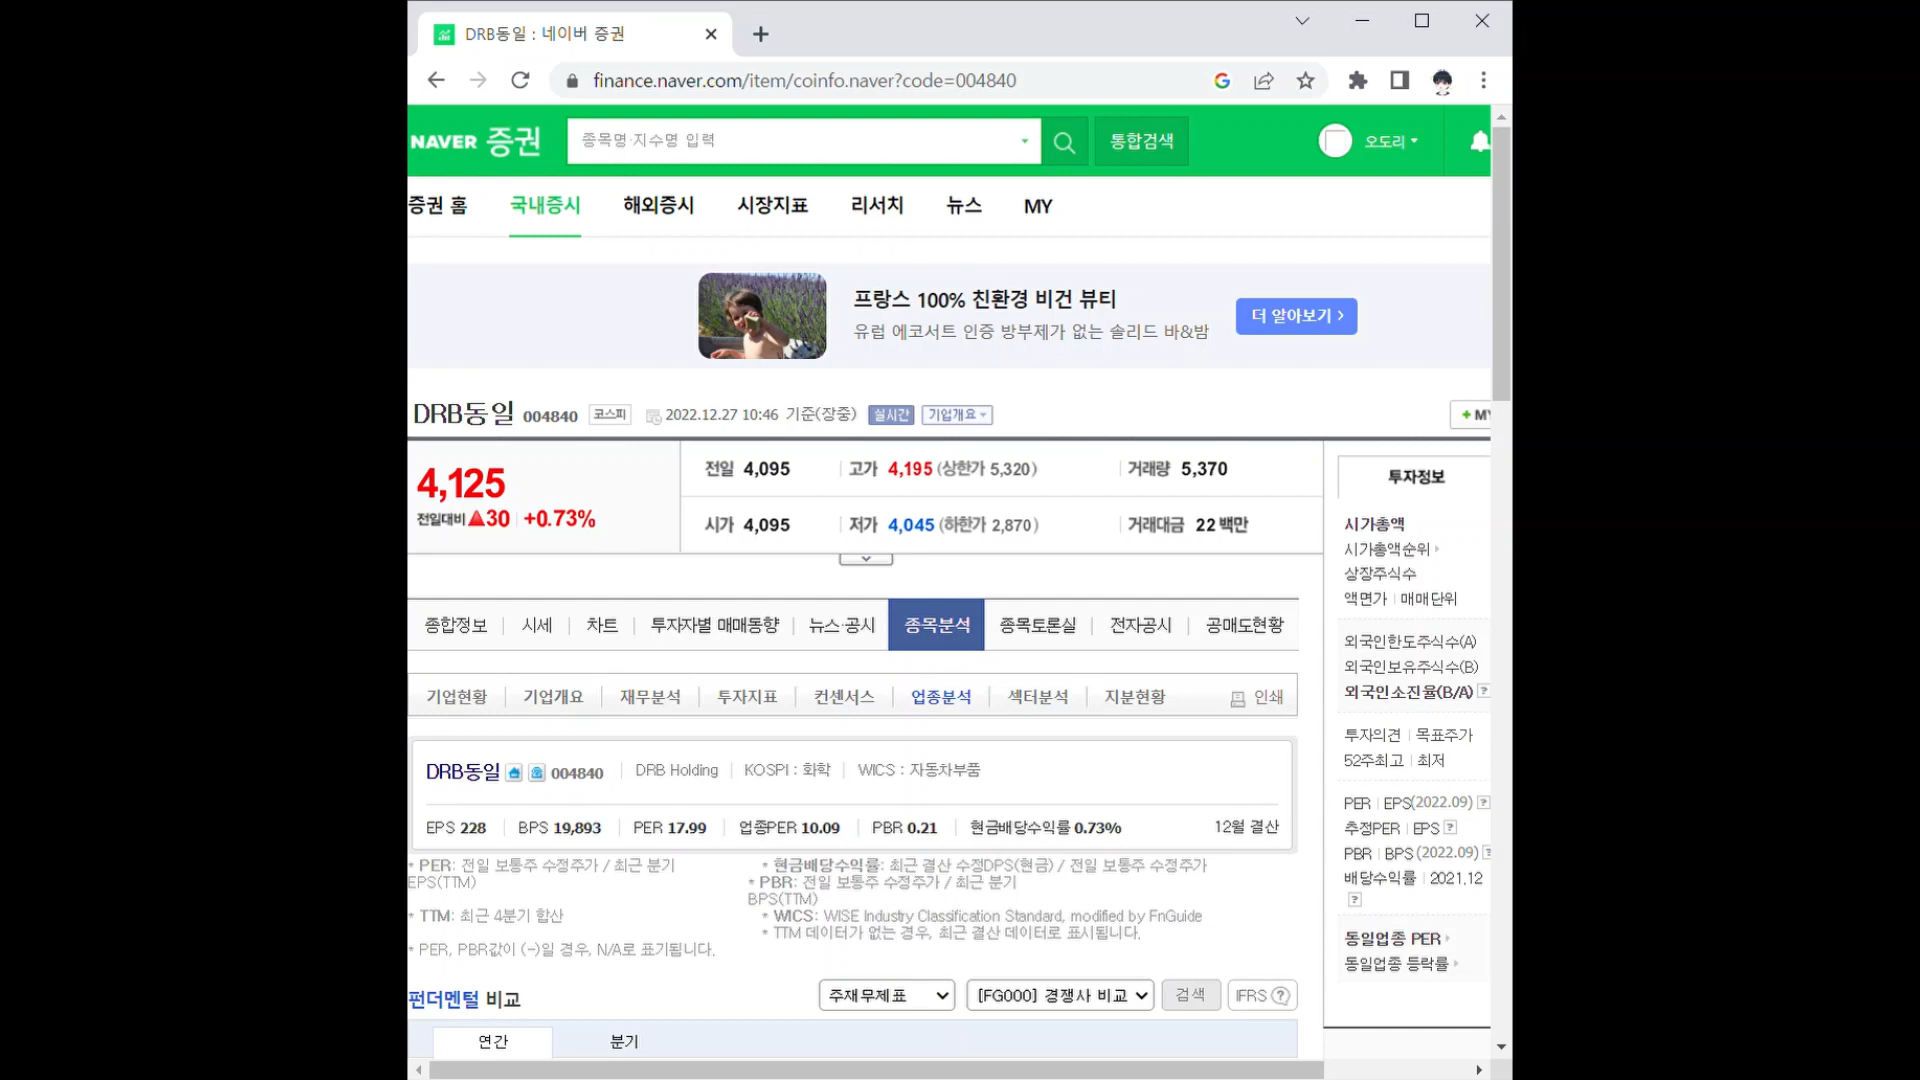 DRB동일 : 네이버 증권
finance.naver.com/item/coinfo.naver?code=004840
NAVER 증권 종목명·지수명 입력 통합검색 오도리
증권 홈 국내증시 해외증시 시장지표 리서치 뉴스 MY
프랑스 100% 친환경 비건 뷰티
유럽 에코서트 인증 방부제가 없는 솔리드 바&밤
더 알아보기 >
DRB동일 004840 코스피 2022.12.27 10:46 기준(장중) 실시간 기업개요
+ MY
4,125
전일대비 ▲30 +0.73%
전일 4,095 고가 4,195 (상한가 5,320) 거래량 5,370
시가 4,095 저가 4,045 (하한가 2,870) 거래대금 22 백만
종합정보 시세 차트 투자자별 매매동향 뉴스·공시 종목분석 종목토론실 전자공시 공매도현황
기업현황 기업개요 재무분석 투자지표 컨센서스 업종분석 섹터분석 지분현황 인쇄
DRB동일 004840 DRB Holding KOSPI : 화학 WICS : 자동차부품
EPS 228 BPS 19,893 PER 17.99 업종PER 10.09 PBR 0.21 현금배당수익률 0.73% 12월 결산
* PER: 전일 보통주 수정주가 / 최근 분기
EPS(TTM)
* TTM: 최근 4분기 합산
* PER, PBR값이 (-)일 경우, N/A로 표기됩니다.
* 현금배당수익률: 최근 결산 수정DPS(현금) / 전일 보통주 수정주가
* PBR: 전일 보통주 수정주가 / 최근 분기
BPS(TTM)
* WICS: WISE Industry Classification Standard, modified by FnGuide
* TTM 데이터가 없는 경우, 최근 결산 데이터로 표시됩니다.
펀더멘털 비교 주재무제표 [FG000] 경쟁사 비교 검색 IFRS ?
연간 분기
투자정보
시가총액
시가총액순위
상장주식수
액면가 매매단위
외국인한도주식수(A)
외국인보유주식수(B)
외국인소진율(B/A) ?
투자의견 목표주가
52주최고 최저
PER EPS(2022.09) ?
추정PER EPS ?
PBR BPS (2022.09) ?
배당수익률 2021.12
?
동일업종 PER
동일업종 등락률